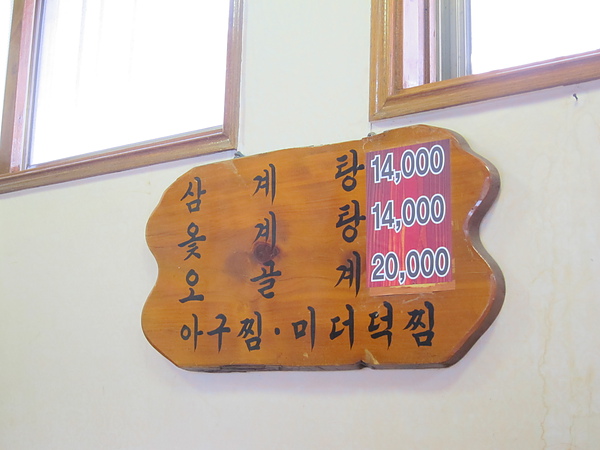 삼 계 탕 14,000
옻 계 탕 14,000
오 골 계 20,000
아구찜·미더덕찜